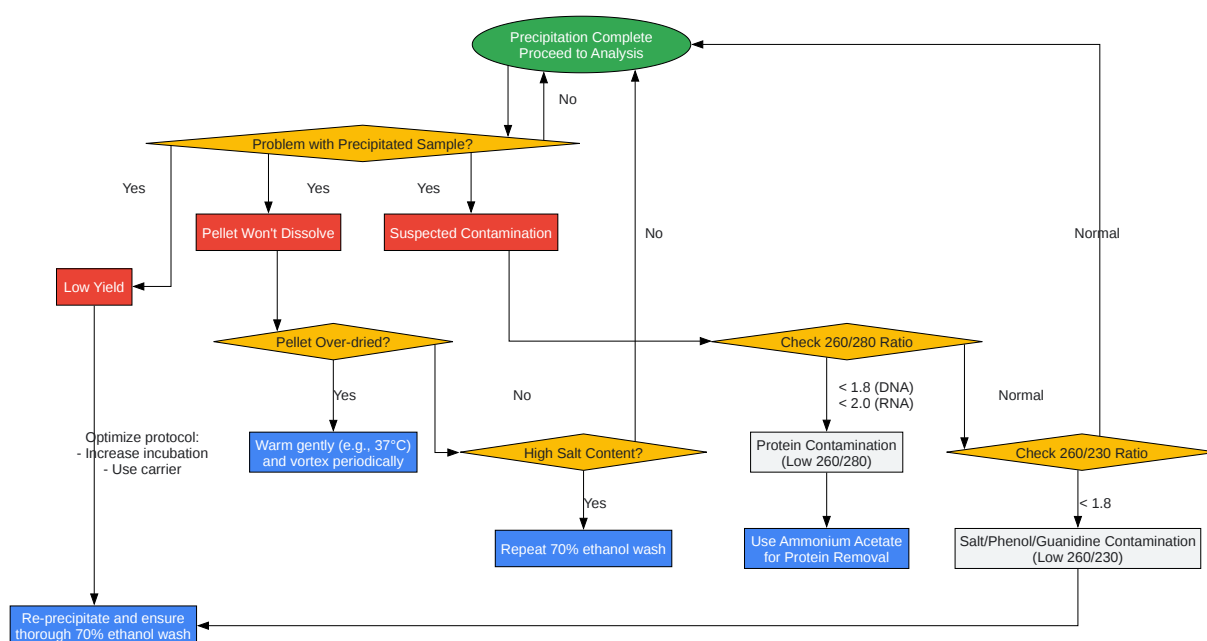 Precipitation Complete
Proceed to Analysis
No
Problem with Precipitated Sample?
Yes
Yes
Yes
Pellet Won't Dissolve
Suspected Contamination
No
Normal
Low Yield
Pellet Over-dried?
Check 260/280 Ratio
Yes
No
< 1.8 (DNA)
< 2.0 (RNA)
Normal
Optimize protocol:
- Increase incubation
- Use carrier
Warm gently (e.g., 37°C)
and vortex periodically
High Salt Content?
Protein Contamination
(Low 260/280)
Check 260/230 Ratio
Yes
< 1.8
Repeat 70% ethanol wash
Use Ammonium Acetate
for Protein Removal
Salt/Phenol/Guanidine Contamination
(Low 260/230)
Re-precipitate and ensure
thorough 70% ethanol wash